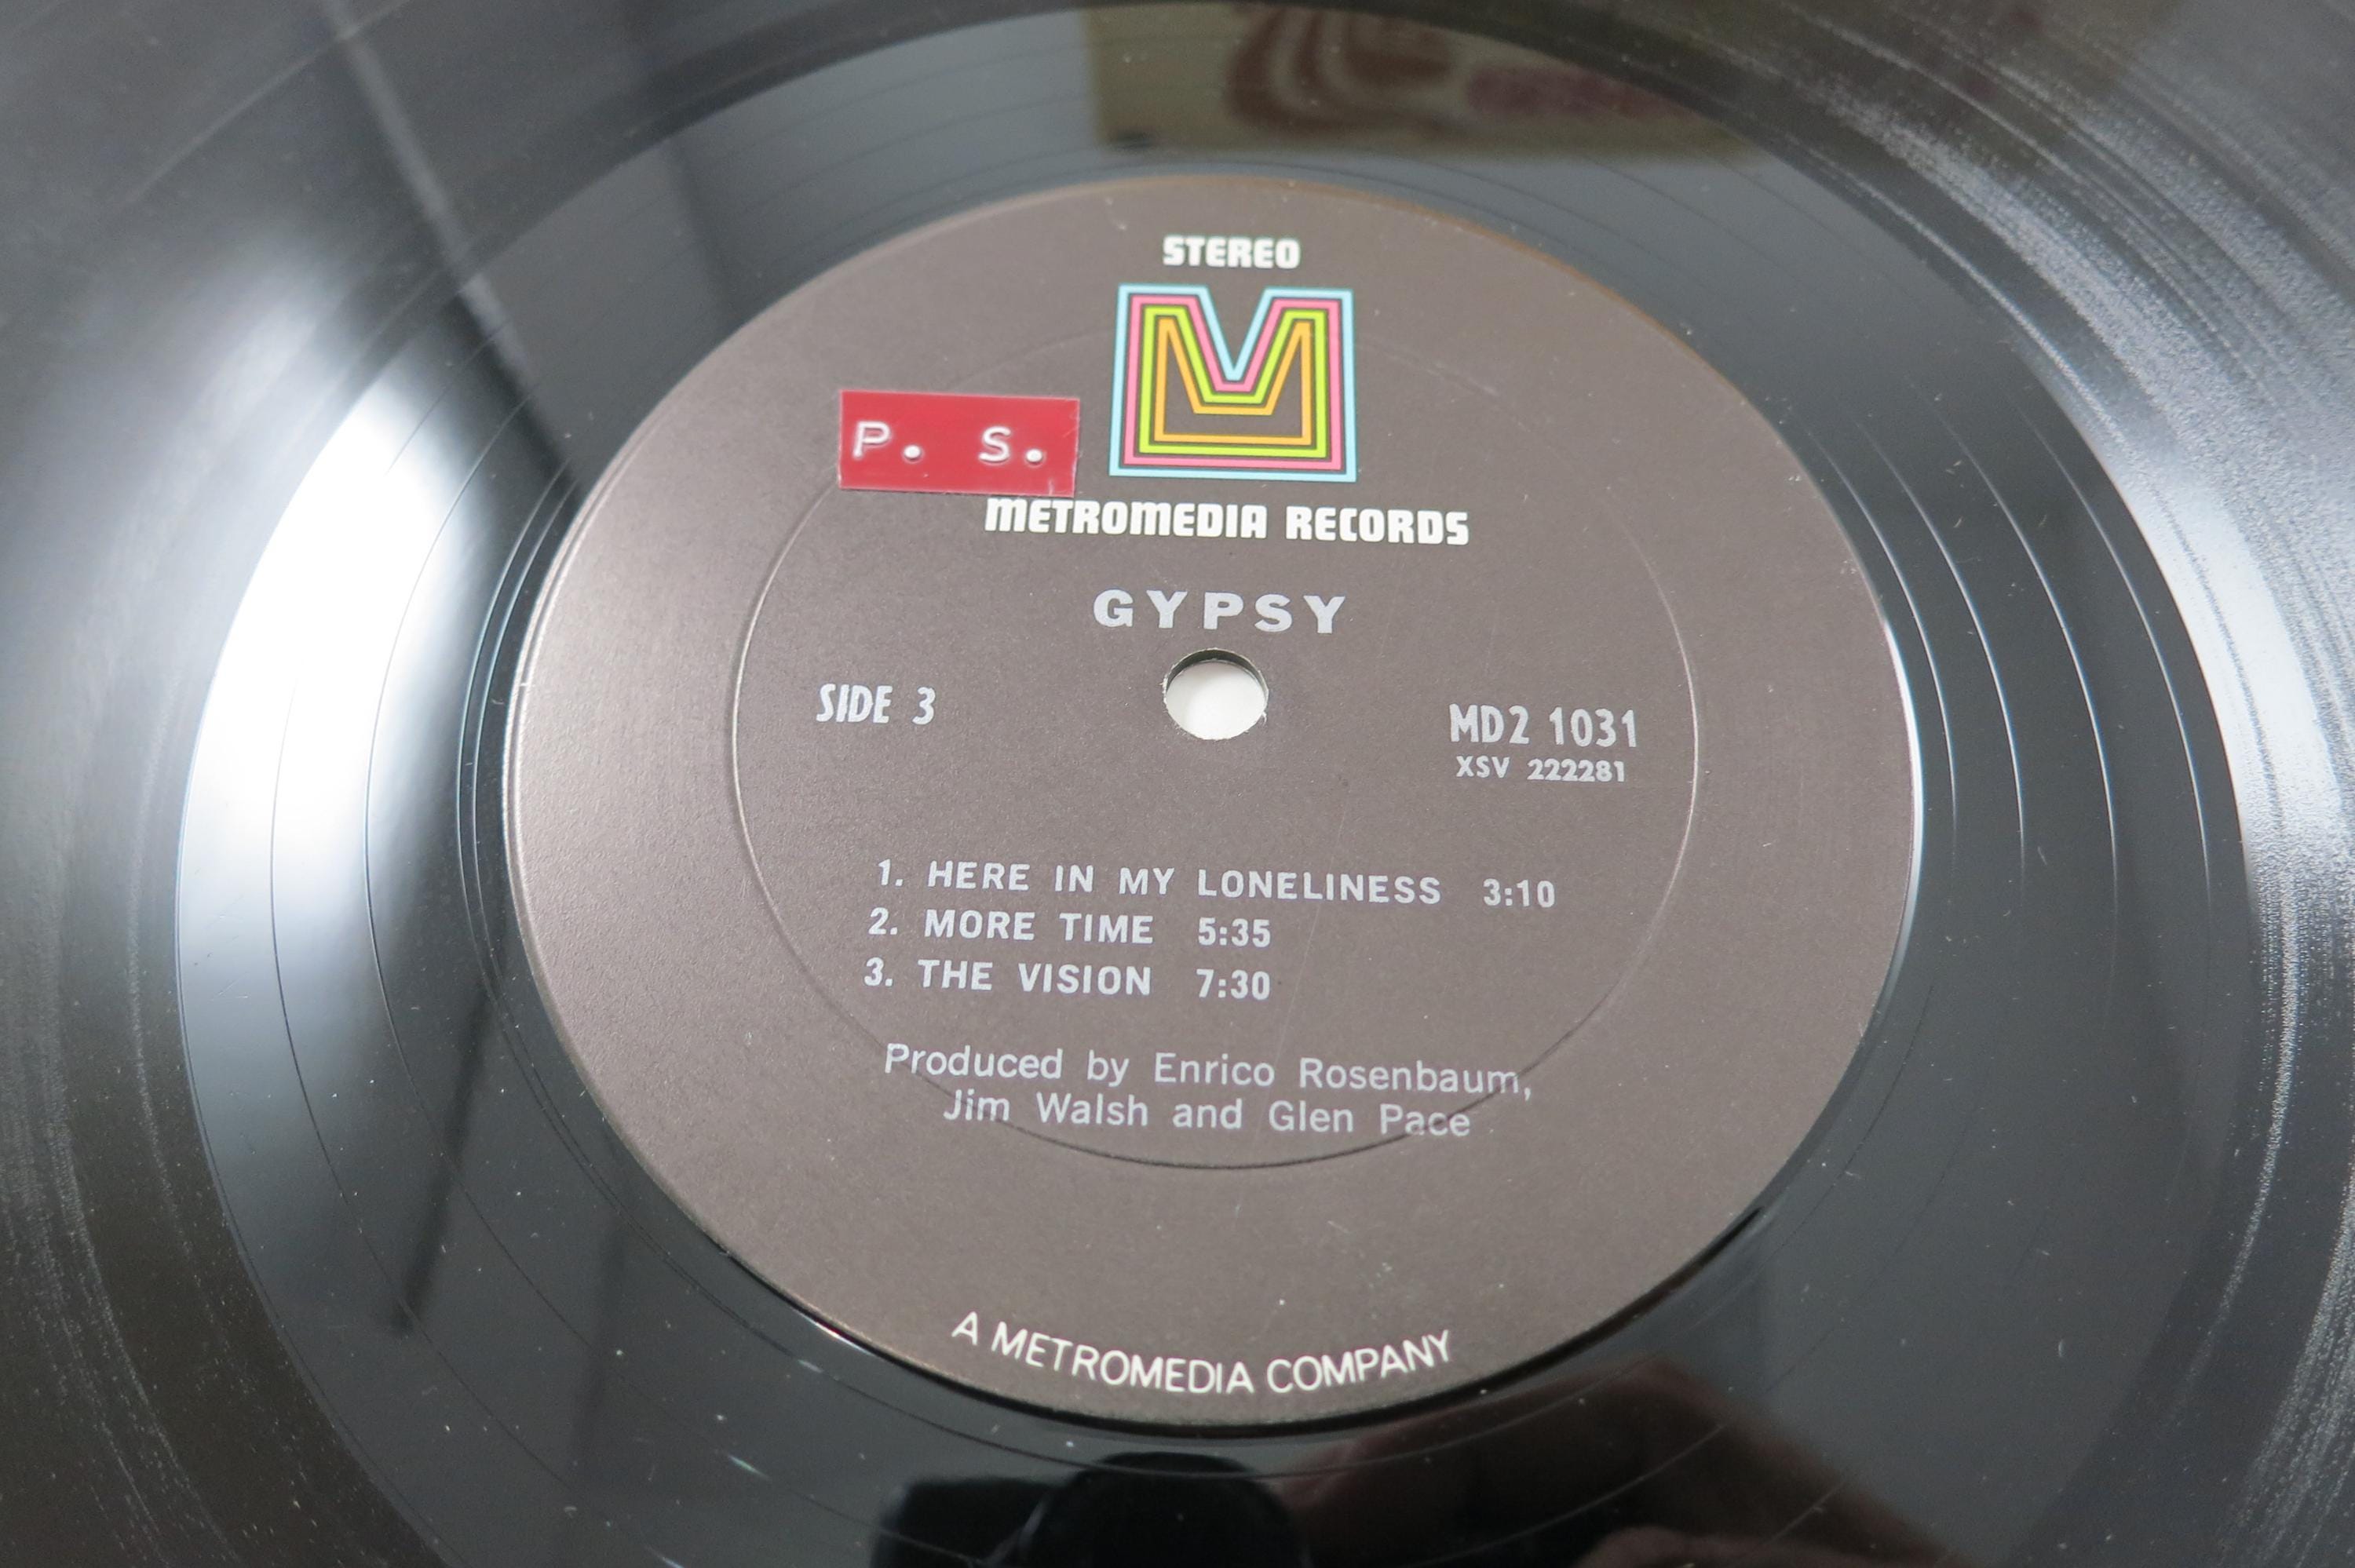 STEREO
M
P. S.
METROMEDIA RECORDS
GYPSY
SIDE 3
MD2 1031
XSV 222281
1. HERE IN MY LONELINESS 3:10
2. MORE TIME 5:35
3. THE VISION 7:30
Produced by Enrico Rosenbaum,
Jim Walsh and Glen Pace
A METROMEDIA COMPANY